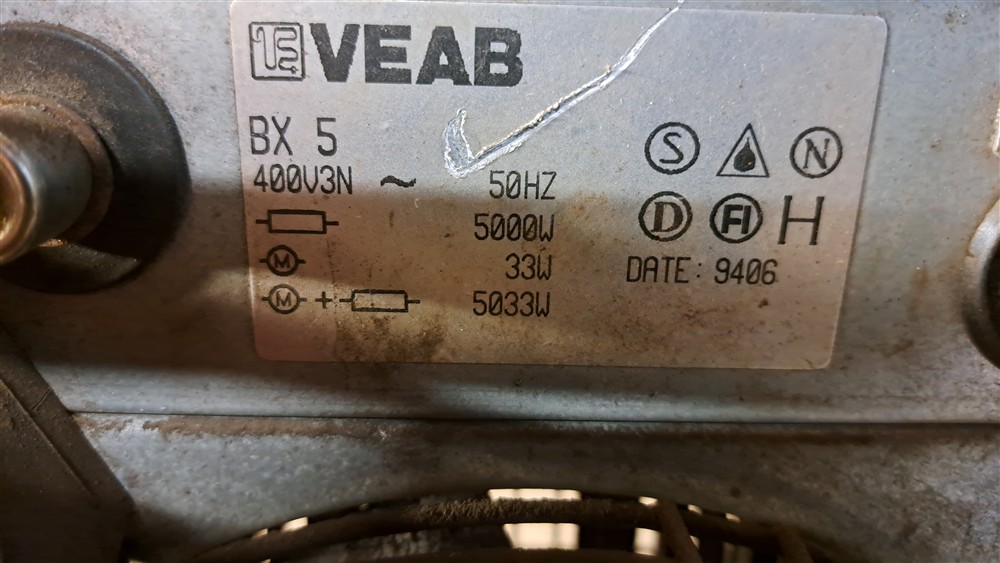 VEAB
BX 5
400V3N ~ 50HZ
5000W
M 33W
M + 5033W
S N
D FI H
DATE: 9406